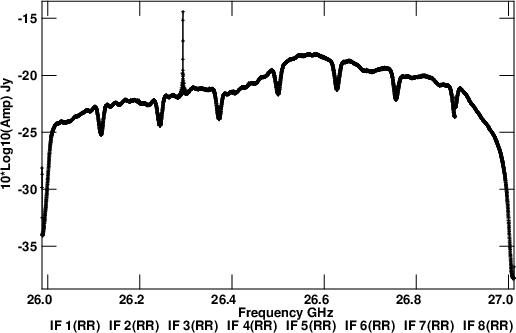 -15
-20
-25
-30
-35
10*Log10(Amp) Jy
26.0 26.2 26.4 26.6 26.8 27.0
Frequency GHz
IF 1(RR) IF 2(RR) IF 3(RR) IF 4(RR) IF 5(RR) IF 6(RR) IF 7(RR) IF 8(RR)